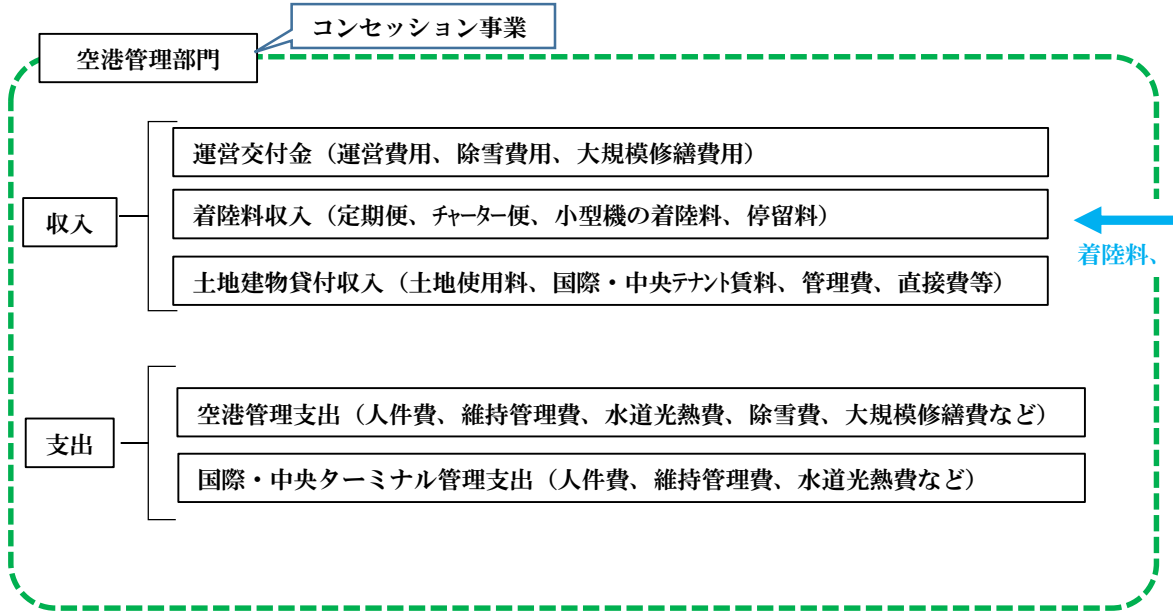 コンセッション事業
空港管理部門
運営交付金（運営費用、除雪費用、大規模修繕費用）
収入
着陸料収入（定期便、チャーター便、小型機の着陸料、停留料）
着陸料、
土地建物貸付収入（土地使用料、国際・中央テナント賃料、管理費、直接費等）
空港管理支出（人件費、維持管理費、水道光熱費、除雪費、大規模修繕費など）
支出
国際・中央ターミナル管理支出（人件費、維持管理費、水道光熱費など）